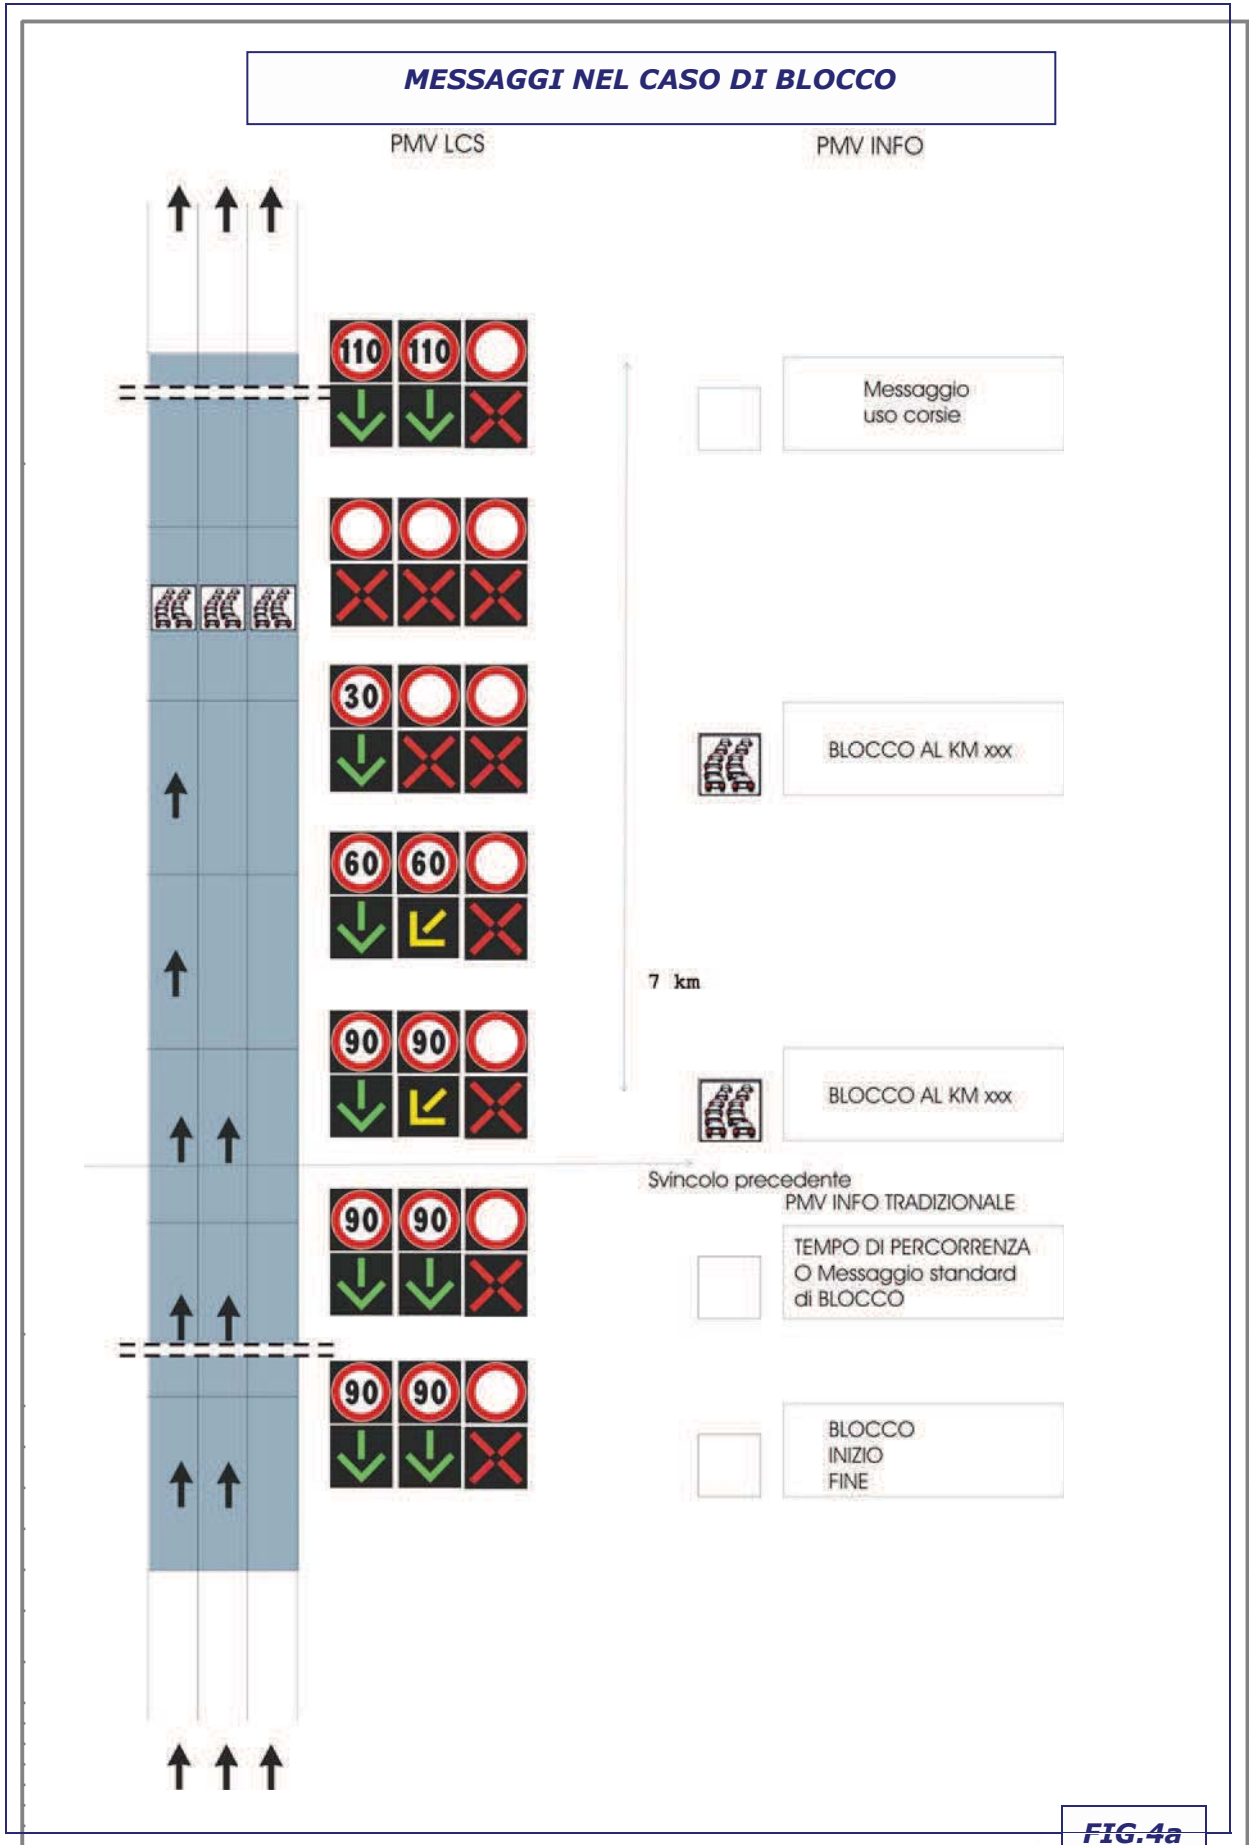 MESSAGGI NEL CASO DI BLOCCO
PMV LCS
PMV INFO
110 110
Messaggio
uso corsie
30
BLOCCO AL KM xxx
60 60
7 km
90 90
BLOCCO AL KM xxx
Svincolo precedente
PMV INFO TRADIZIONALE
90 90
TEMPO DI PERCORRENZA
O Messaggio standard
di BLOCCO
90 90
BLOCCO
INIZIO
FINE
FIG.4a